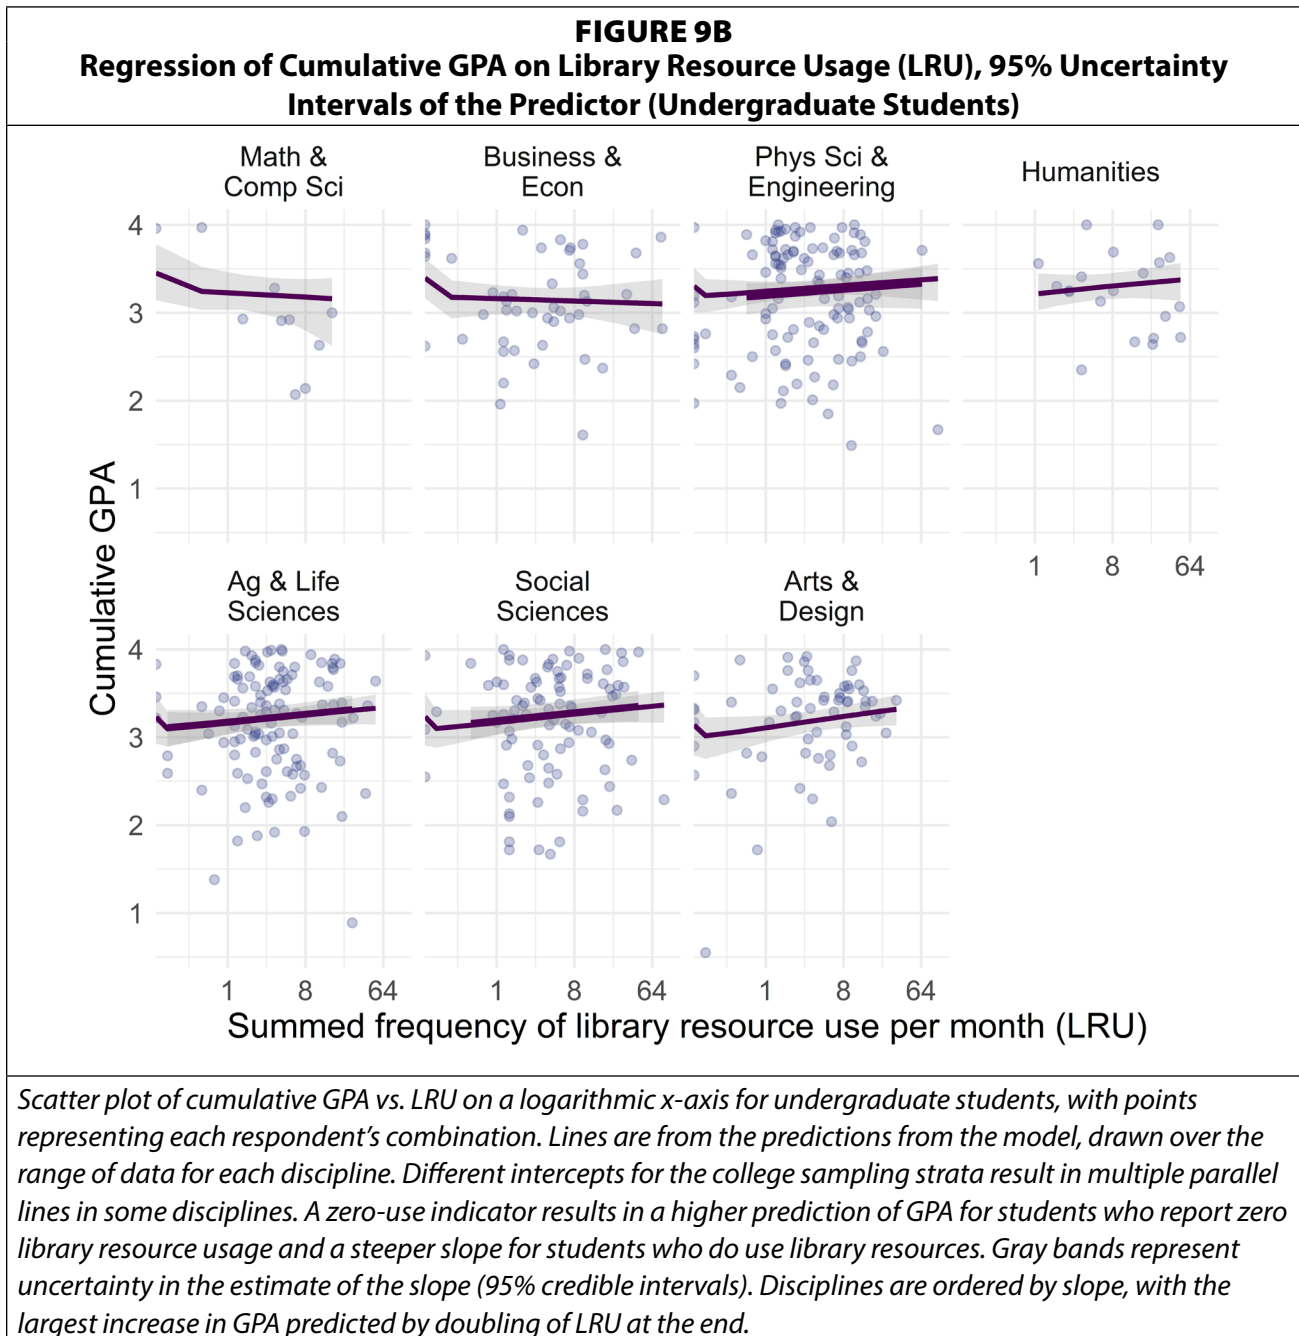 FIGURE 9B
Regression of Cumulative GPA on Library Resource Usage (LRU), 95% Uncertainty
Intervals of the Predictor (Undergraduate Students)
Math &
Comp Sci
Business &
Econ
Phys Sci &
Engineering
Humanities
4
3
2
1
1 8 64
Ag & Life
Sciences
Social
Sciences
Arts &
Design
4
3
2
1
Cumulative GPA
1 8 64
1 8 64
1 8 64
Summed frequency of library resource use per month (LRU)
Scatter plot of cumulative GPA vs. LRU on a logarithmic x-axis for undergraduate students, with points
representing each respondent's combination. Lines are from the predictions from the model, drawn over the
range of data for each discipline. Different intercepts for the college sampling strata result in multiple parallel
lines in some disciplines. A zero-use indicator results in a higher prediction of GPA for students who report zero
library resource usage and a steeper slope for students who do use library resources. Gray bands represent
uncertainty in the estimate of the slope (95% credible intervals). Disciplines are ordered by slope, with the
largest increase in GPA predicted by doubling of LRU at the end.